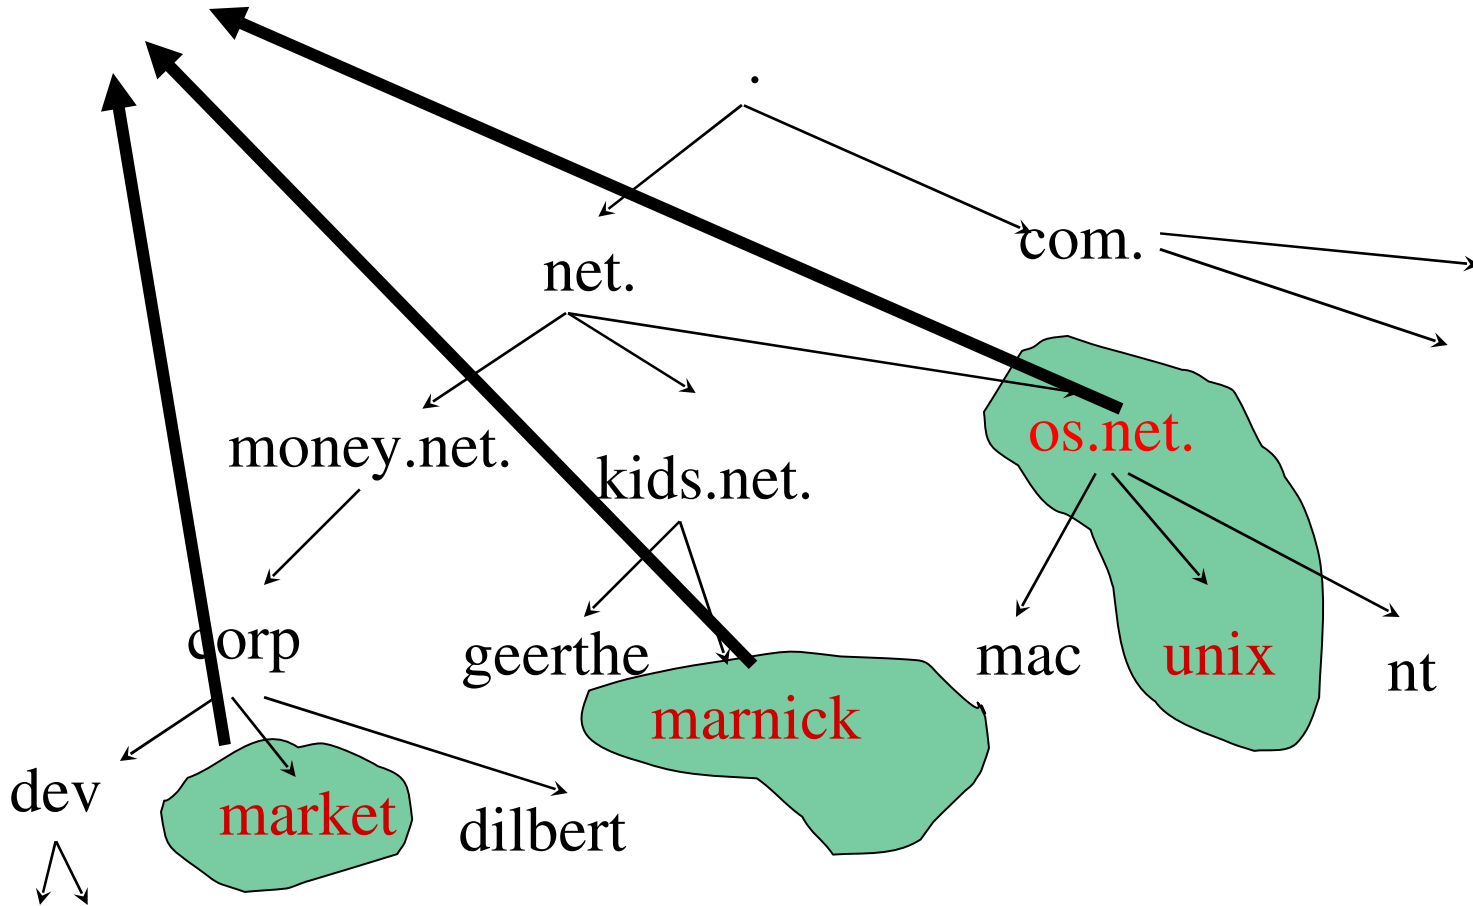 .
com.
net.
os.net.
money.net.
kids.net.
corp
geerthe
mac
unix
nt
marnick
dev
market
dilbert